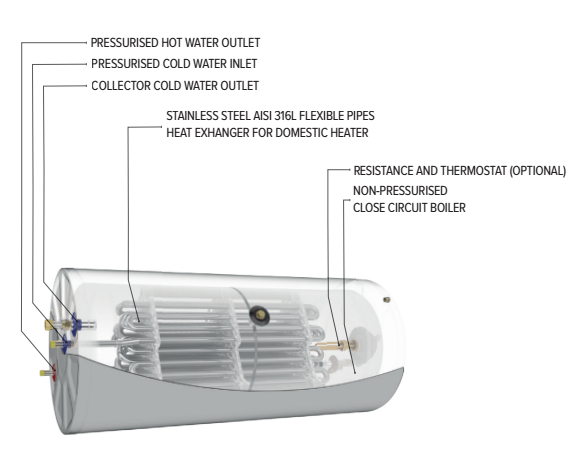 PRESSURISED HOT WATER OUTLET
PRESSURISED COLD WATER INLET
COLLECTOR COLD WATER OUTLET
STAINLESS STEEL AISI 316L FLEXIBLE PIPES
HEAT EXHANGER FOR DOMESTIC HEATER
RESISTANCE AND THERMOSTAT (OPTIONAL)
NON-PRESSURISED
CLOSE CIRCUIT BOILER